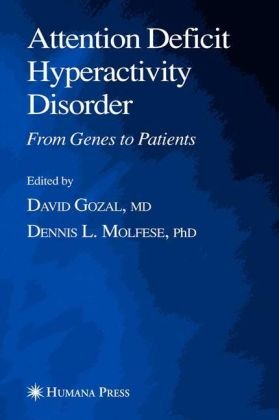 Attention Deficit
Hyperactivity
Disorder
From Genes to Patients
Edited by
DAVID GOZAL, MD
DENNIS L. MOLFESE, PHD
HUMANA PRESS